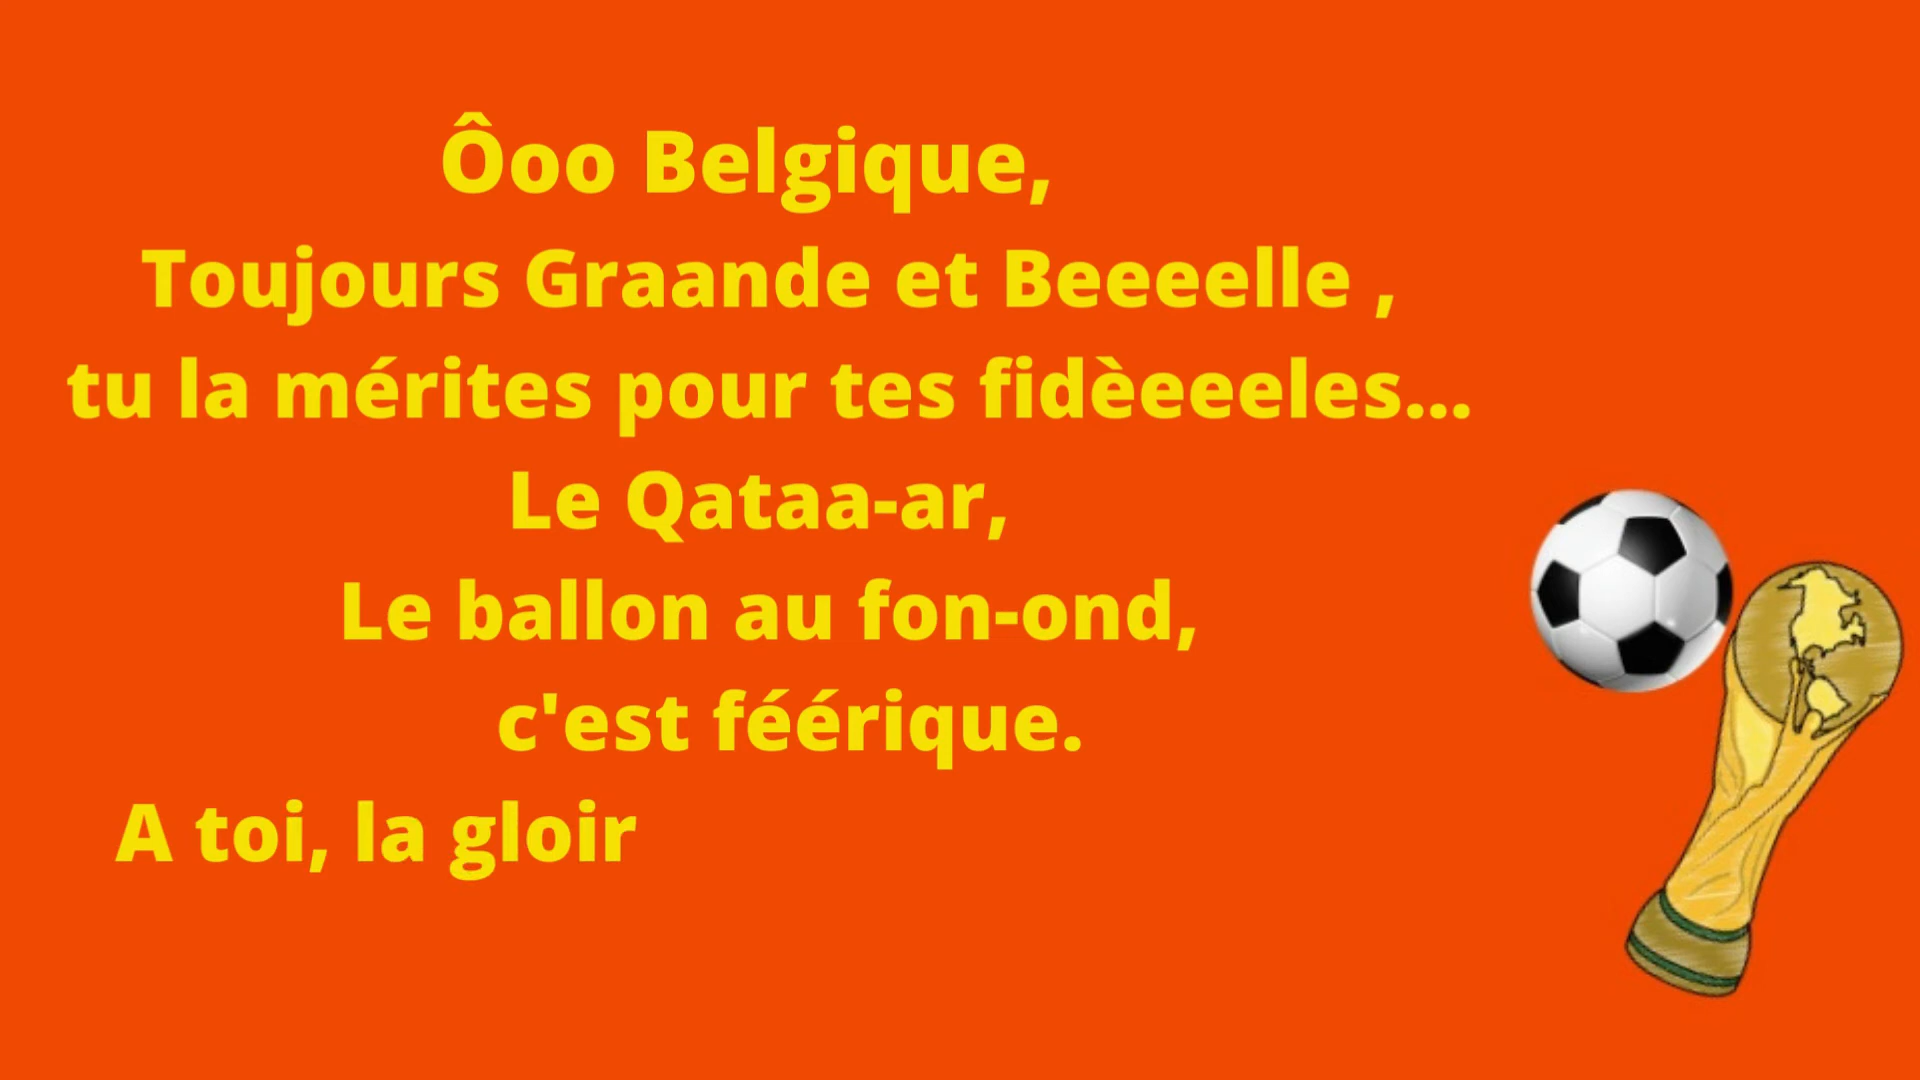 Ôoo Belgique,
Toujours Graande et Beeeelle ,
tu la mérites pour tes fidèeeeles...
Le Qataa-ar,
Le ballon au fon-ond,
c'est féérique.
A toi, la gloir